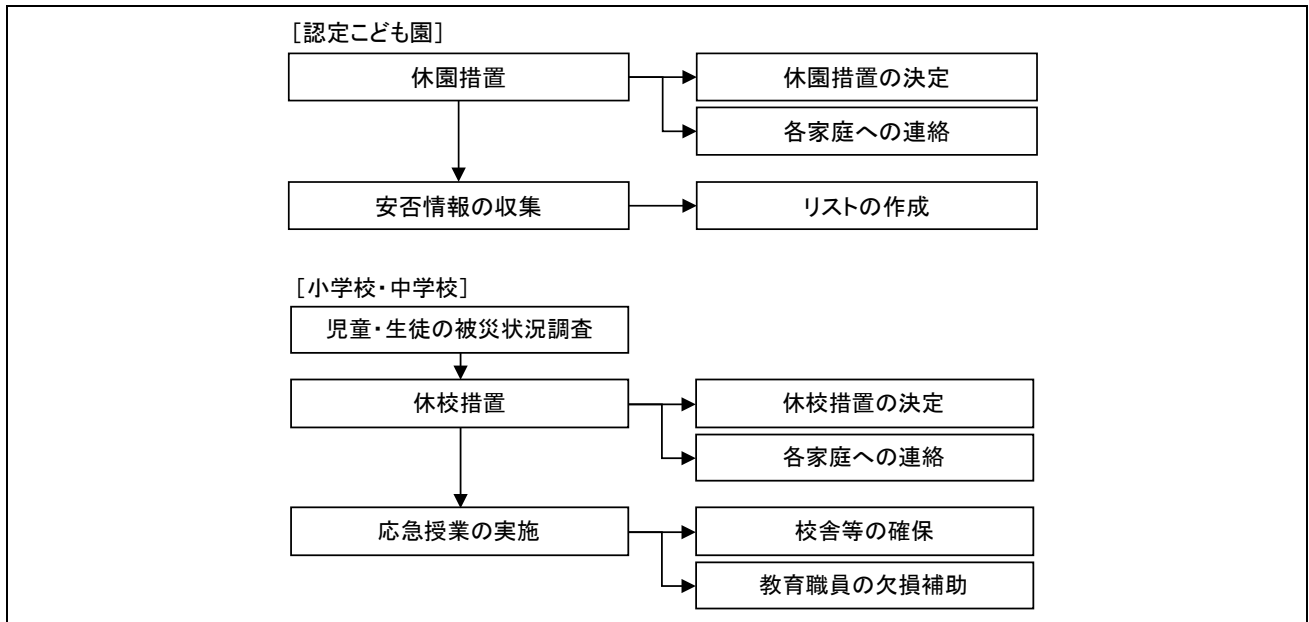 ［認定こども園］
休園措置
休園措置の決定
各家庭への連絡
安否情報の収集
リストの作成
［小学校・中学校］
児童・生徒の被災状況調査
休校措置
休校措置の決定
各家庭への連絡
応急授業の実施
校舎等の確保
教育職員の欠損補助